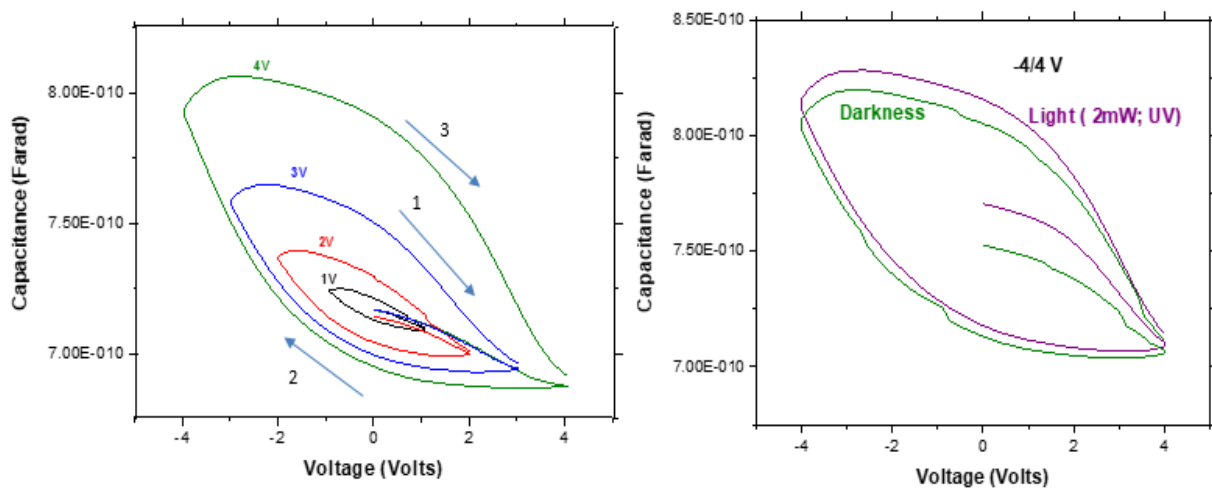 8.00E-010
7.50E-010
7.00E-010
Capacitance (Farad)
4V
3V
2V
1V
3
1
2
-4 -2 0 2 4
Voltage (Volts)
8.50E-010
8.00E-010
7.50E-010
7.00E-010
Capacitance (Farad)
-4/4 V
Darkness
Light ( 2mW; UV)
-4 -2 0 2 4
Voltage (Volts)